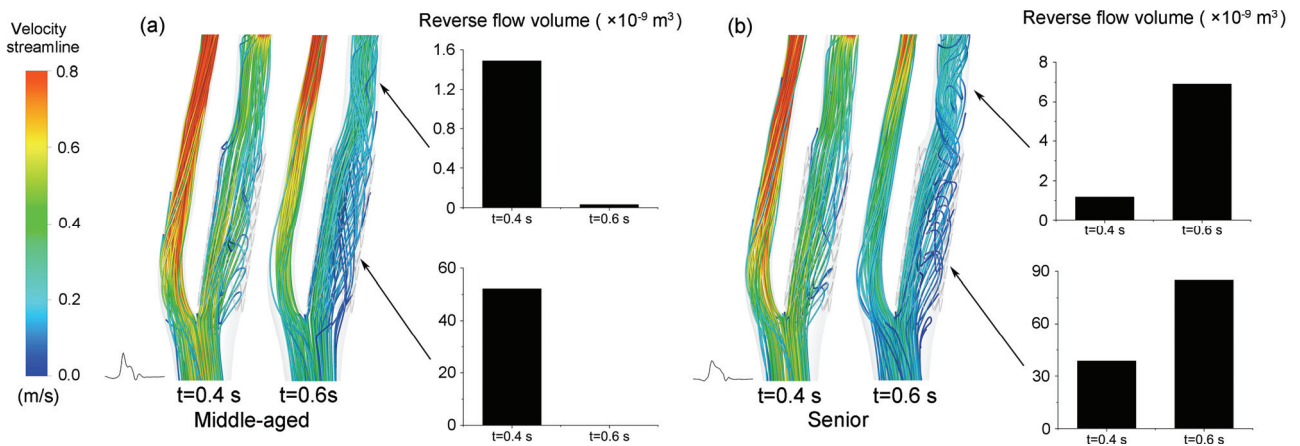 Velocity
streamline
0.8
0.6
0.4
0.2
0.0
(m/s)
(a)
t=0.4 s
t=0.6s
Middle-aged
Reverse flow volume ( ×10⁻⁹ m³)
1.6
1.2
0.8
0.4
0
t=0.4 s
t=0.6 s
60
40
20
0
t=0.4 s
t=0.6 s
(b)
t=0.4 s
t=0.6 s
Senior
Reverse flow volume ( ×10⁻⁹ m³)
8
6
4
2
0
t=0.4 s
t=0.6 s
90
60
30
0
t=0.4 s
t=0.6 s